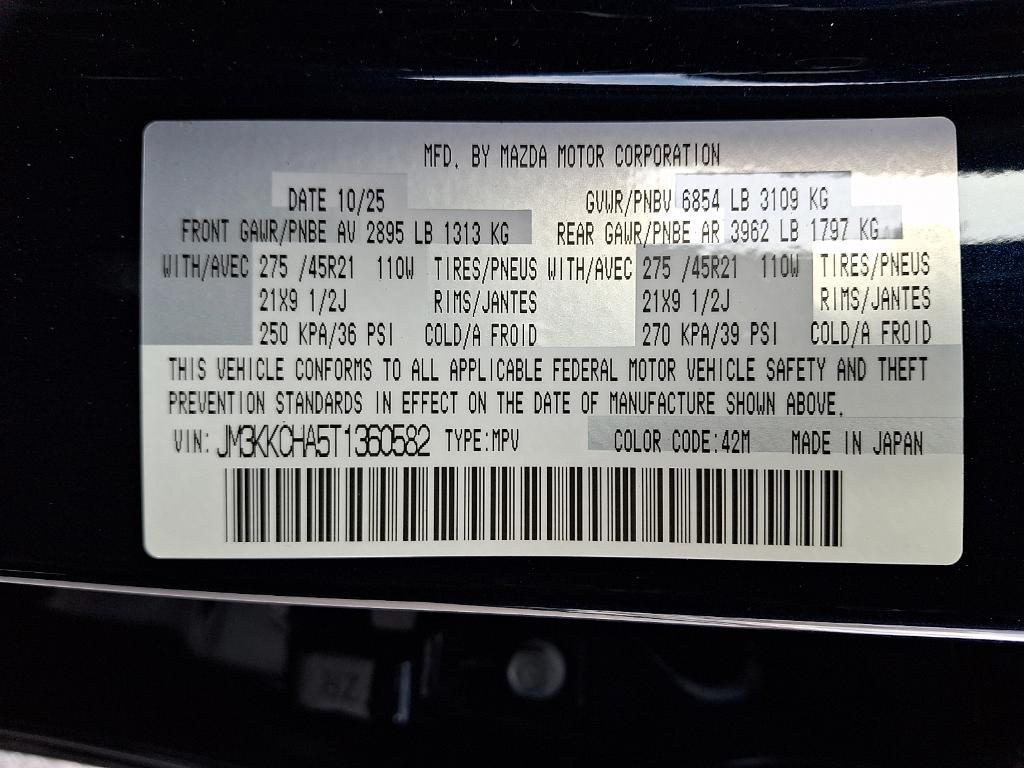 MFD. BY MAZDA MOTOR CORPORATION
DATE 10/25 GVWR/PNBV 6854 LB 3109 KG
FRONT GAWR/PNBE AV 2895 LB 1313 KG REAR GAWR/PNBE AR 3962 LB 1797 KG
WITH/AVEC 275 /45R21 110W TIRES/PNEUS WITH/AVEC 275 /45R21 110W TIRES/PNEUS
21X9 1/2J RIMS/JANTES 21X9 1/2J RIMS/JANTES
250 KPA/36 PSI COLD/A FROID 270 KPA/39 PSI COLD/A FROID
THIS VEHICLE CONFORMS TO ALL APPLICABLE FEDERAL MOTOR VEHICLE SAFETY AND THEFT
PREVENTION STANDARDS IN EFFECT ON THE DATE OF MANUFACTURE SHOWN ABOVE.
VIN: JM3KKCHA5T1360582 TYPE:MPV COLOR CODE:42M MADE IN JAPAN